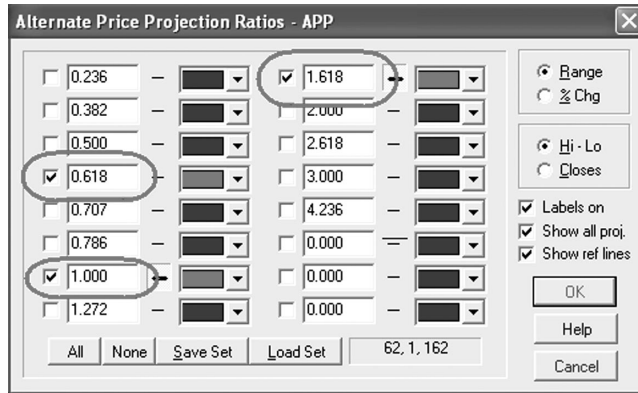 Alternate Price Projection Ratios - APP
0.236
0.382
0.500
0.618
0.707
0.786
1.000
1.272
1.618
2.000
2.618
3.000
4.236
0.000
0.000
0.000
All None Save Set Load Set 62, 1, 162
Range
% Chg
Hi - Lo
Closes
Labels on
Show all proj.
Show ref lines
OK
Help
Cancel